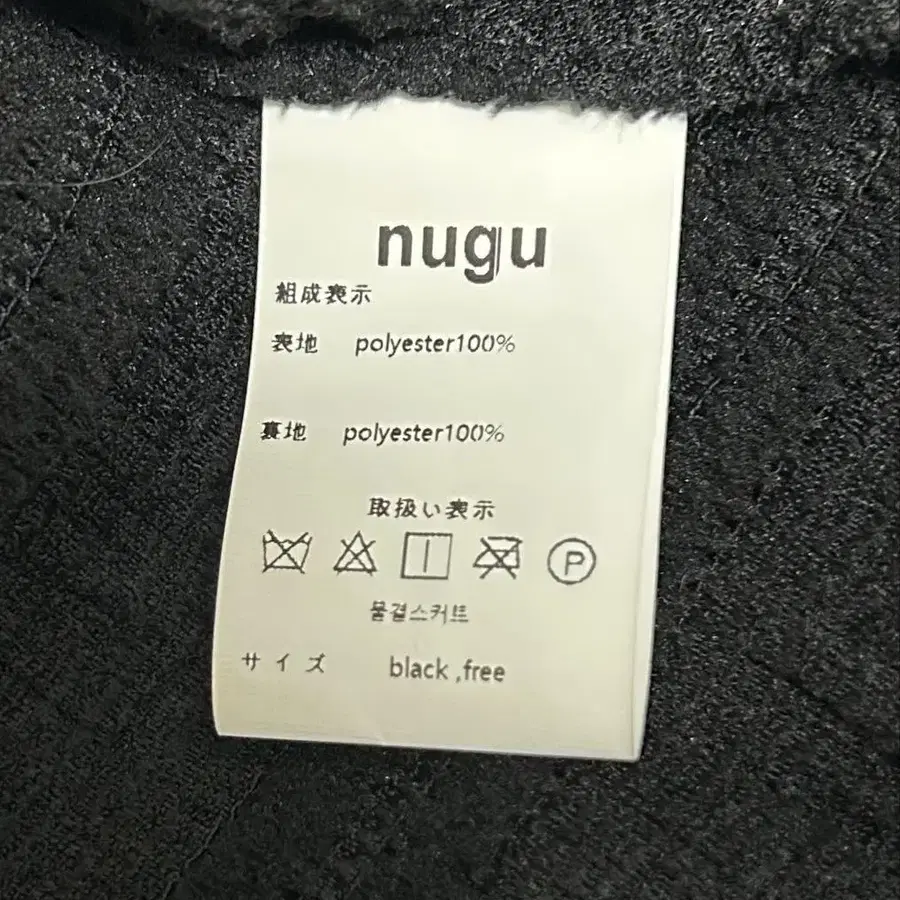 nugu
組成表示
表地 polyester100%
裏地 polyester100%
取扱い表示
P
물결스커트
サイズ black ,free